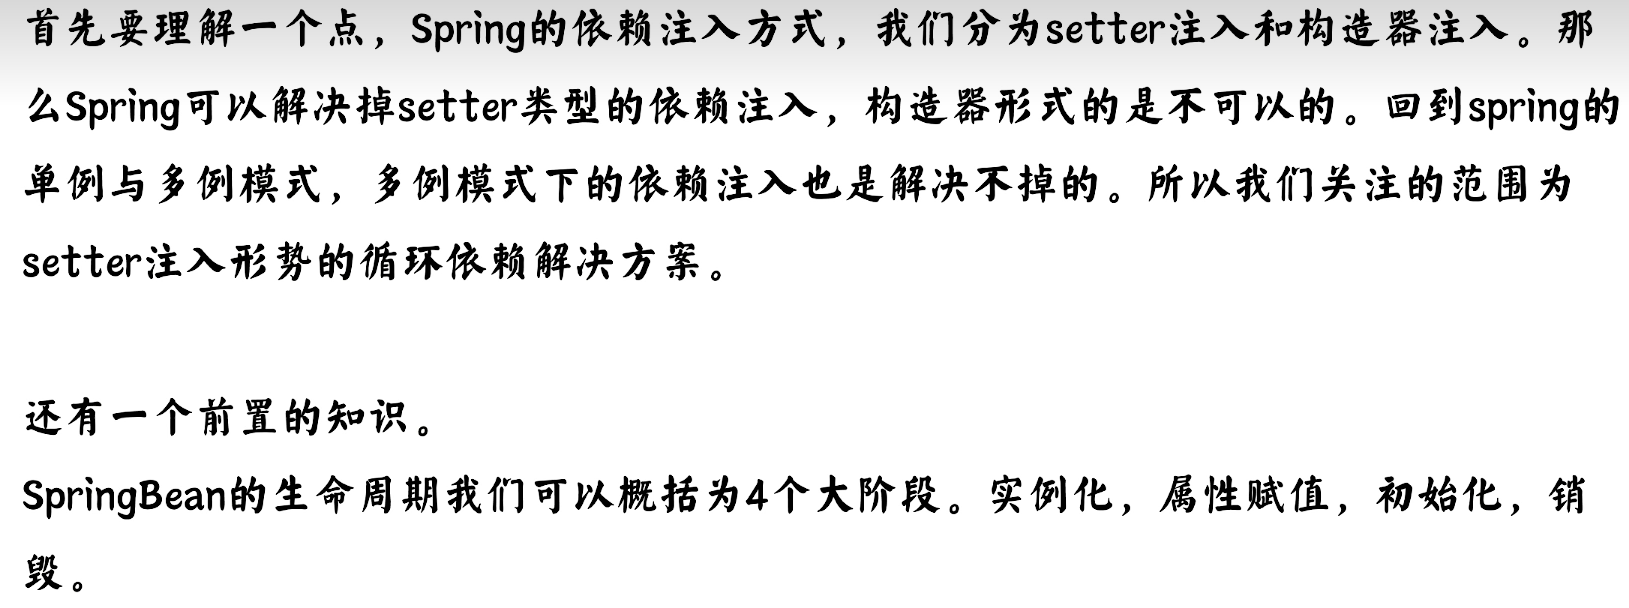 首先要理解一个点，Spring的依赖注入方式，我们分为setter注入和构造器注入。那
么Spring可以解决掉setter类型的依赖注入，构造器形式的是不可以的。回到spring的
单例与多例模式，多例模式下的依赖注入也是解决不掉的。所以我们关注的范围为
setter注入形势的循环依赖解决方案。
还有一个前置的知识。
SpringBean的生命周期我们可以概括为4个大阶段。实例化，属性赋值，初始化，销
毁。